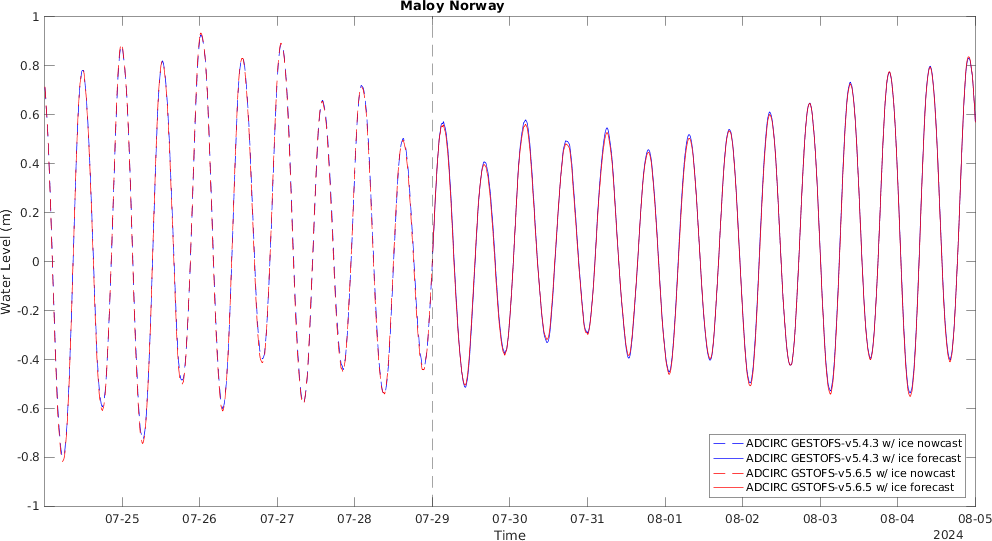 Maloy Norway
Water Level (m)
1
0.8
0.6
0.4
0.2
0
-0.2
-0.4
-0.6
-0.8
-1
ADCIRC GESTOFS-v5.4.3 w/ ice nowcast
ADCIRC GESTOFS-v5.4.3 w/ ice forecast
ADCIRC GSTOFS-v5.6.5 w/ ice nowcast
ADCIRC GSTOFS-v5.6.5 w/ ice forecast
07-25 07-26 07-27 07-28 07-29 07-30 07-31 08-01 08-02 08-03 08-04 08-05
Time
2024